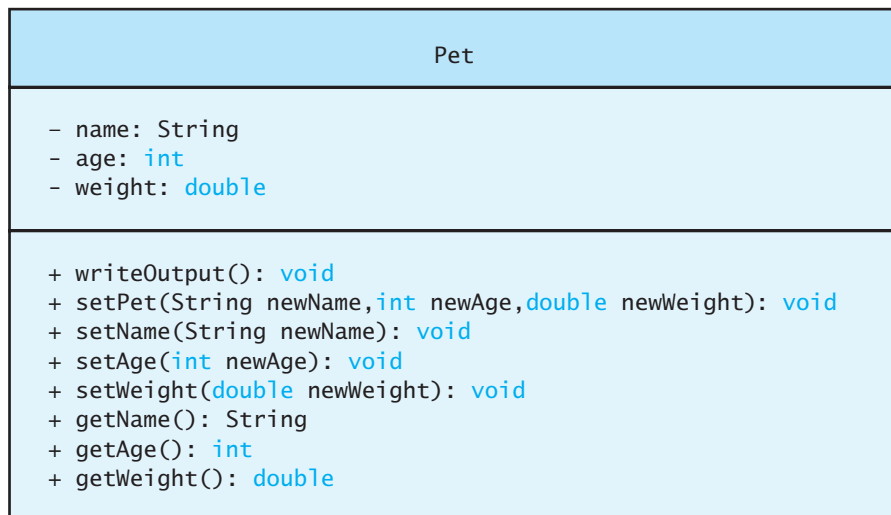 Pet
– name: String
- age: int
- weight: double
+ writeOutput(): void
+ setPet(String newName,int newAge,double newWeight): void
+ setName(String newName): void
+ setAge(int newAge): void
+ setWeight(double newWeight): void
+ getName(): String
+ getAge(): int
+ getWeight(): double